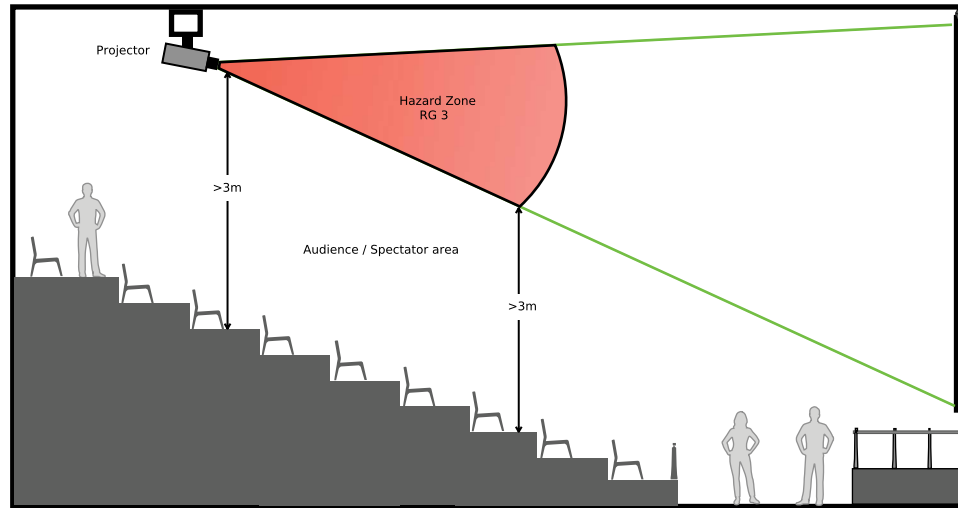 Projector
Hazard Zone
RG 3
>3m
Audience / Spectator area
>3m